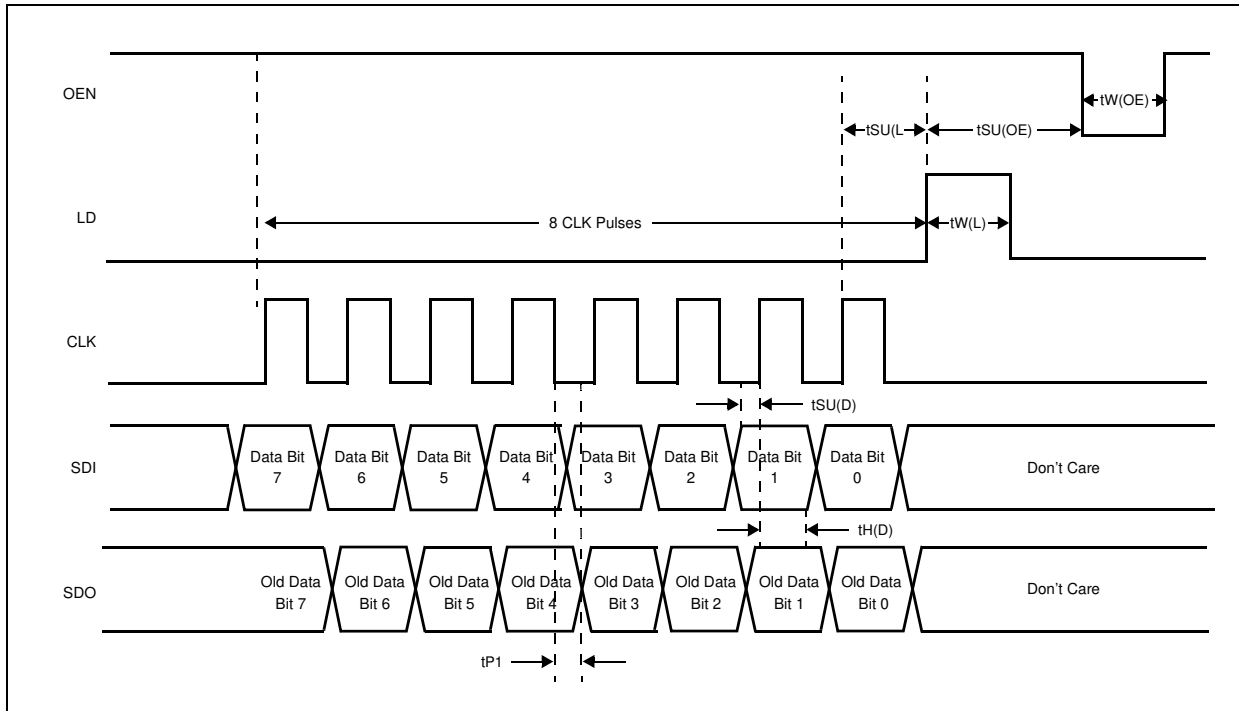 OEN
tW(OE)
tSU(L
tSU(OE)
LD
8 CLK Pulses
tW(L)
CLK
tSU(D)
SDI
Data Bit
7
Data Bit
6
Data Bit
5
Data Bit
4
Data Bit
3
Data Bit
2
Data Bit
1
Data Bit
0
Don't Care
tH(D)
SDO
Old Data
Bit 7
Old Data
Bit 6
Old Data
Bit 5
Old Data
Bit 4
Old Data
Bit 3
Old Data
Bit 2
Old Data
Bit 1
Old Data
Bit 0
Don't Care
tP1